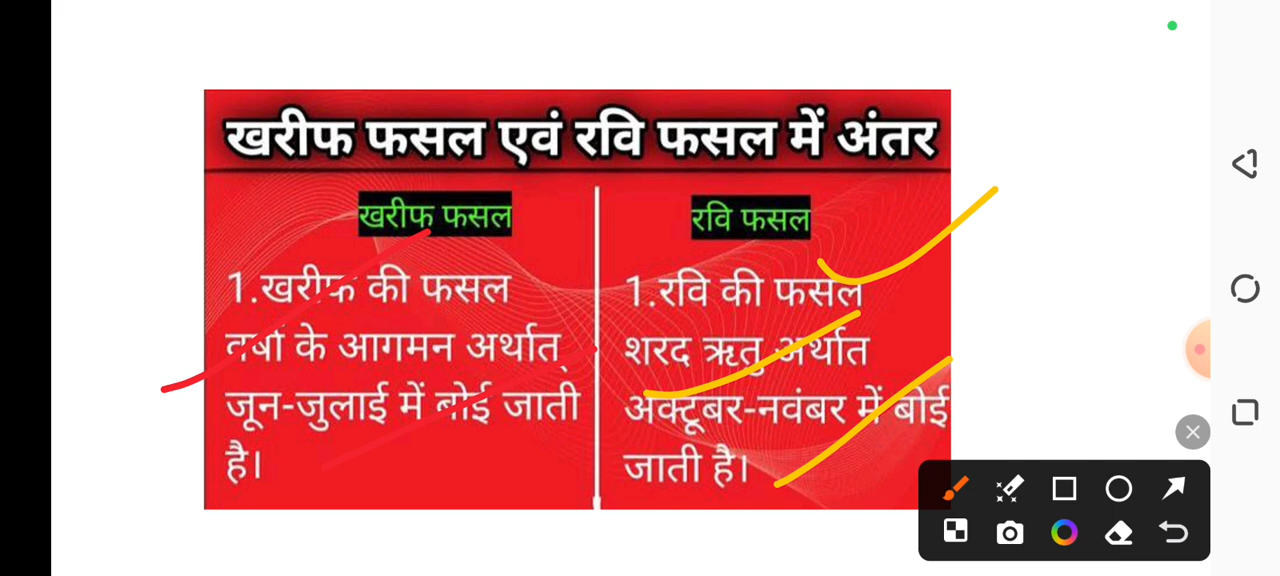 खरीफ फसल एवं रवि फसल में अंतर
खरीफ फसल
1.खरीफ की फसल
वर्षा के आगमन अर्थात
जून-जुलाई में बोई जाती
है।
रवि फसल
1.रवि की फसल
शरद ऋतु अर्थात
अक्टूबर-नवंबर में बोई
जाती है।